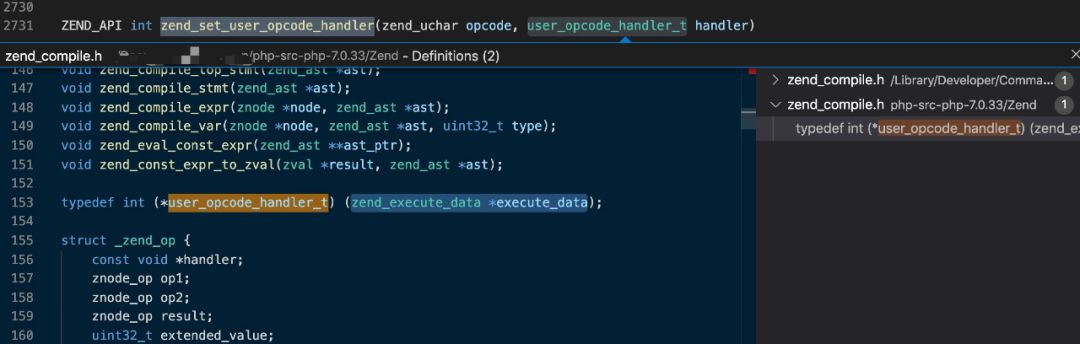 2730
2731 ZEND_API int zend_set_user_opcode_handler(zend_uchar opcode, user_opcode_handler_t handler)
zend_compile.h /php-src-php-7.0.33/Zend - Definitions (2)
146 void zend_compile_top_stmt(zend_ast *ast);
147 void zend_compile_stmt(zend_ast *ast);
148 void zend_compile_expr(znode *node, zend_ast *ast);
149 void zend_compile_var(znode *node, zend_ast *ast, uint32_t type);
150 void zend_eval_const_expr(zend_ast **ast_ptr);
151 void zend_const_expr_to_zval(zval *result, zend_ast *ast);
152
153 typedef int (*user_opcode_handler_t) (zend_execute_data *execute_data);
154
155 struct _zend_op {
156 const void *handler;
157 znode_op op1;
158 znode_op op2;
159 znode_op result;
160 uint32_t extended_value;
zend_compile.h /Library/Developer/Comma... 1
zend_compile.h php-src-php-7.0.33/Zend 1
typedef int (*user_opcode_handler_t) (zend_e